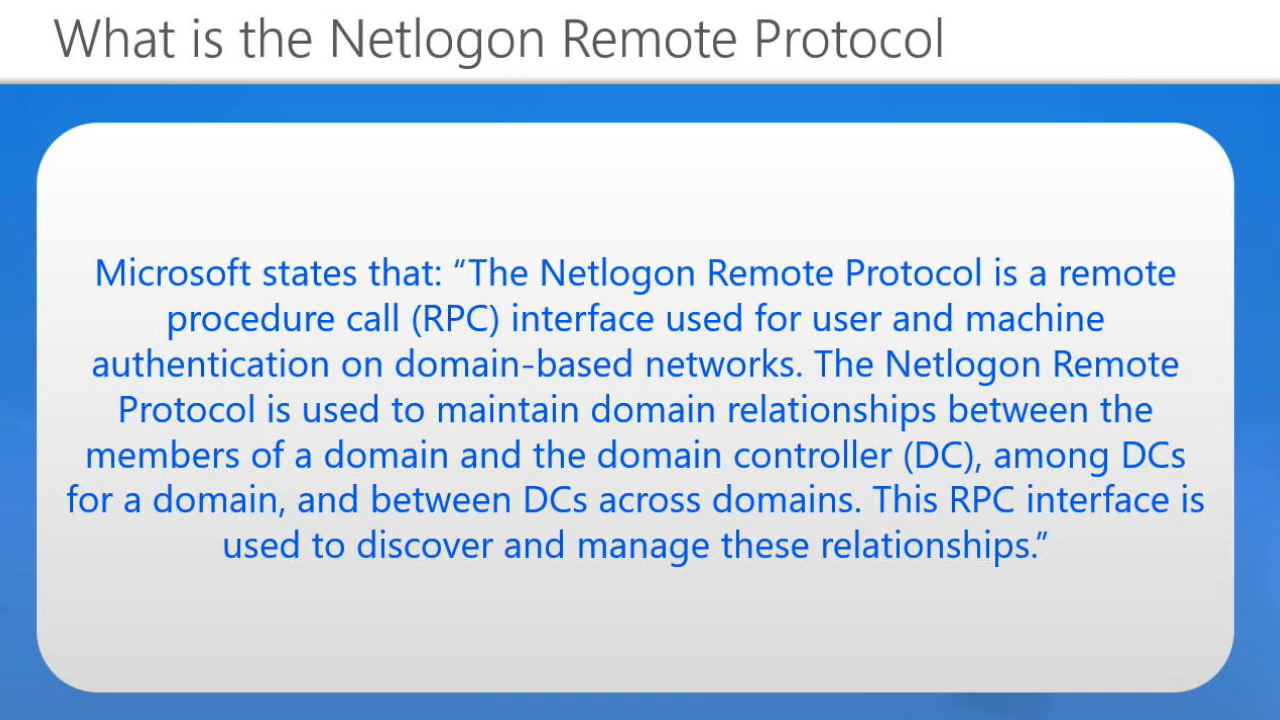 What is the Netlogon Remote Protocol
Microsoft states that: “The Netlogon Remote Protocol is a remote
procedure call (RPC) interface used for user and machine
authentication on domain-based networks. The Netlogon Remote
Protocol is used to maintain domain relationships between the
members of a domain and the domain controller (DC), among DCs
for a domain, and between DCs across domains. This RPC interface is
used to discover and manage these relationships.”